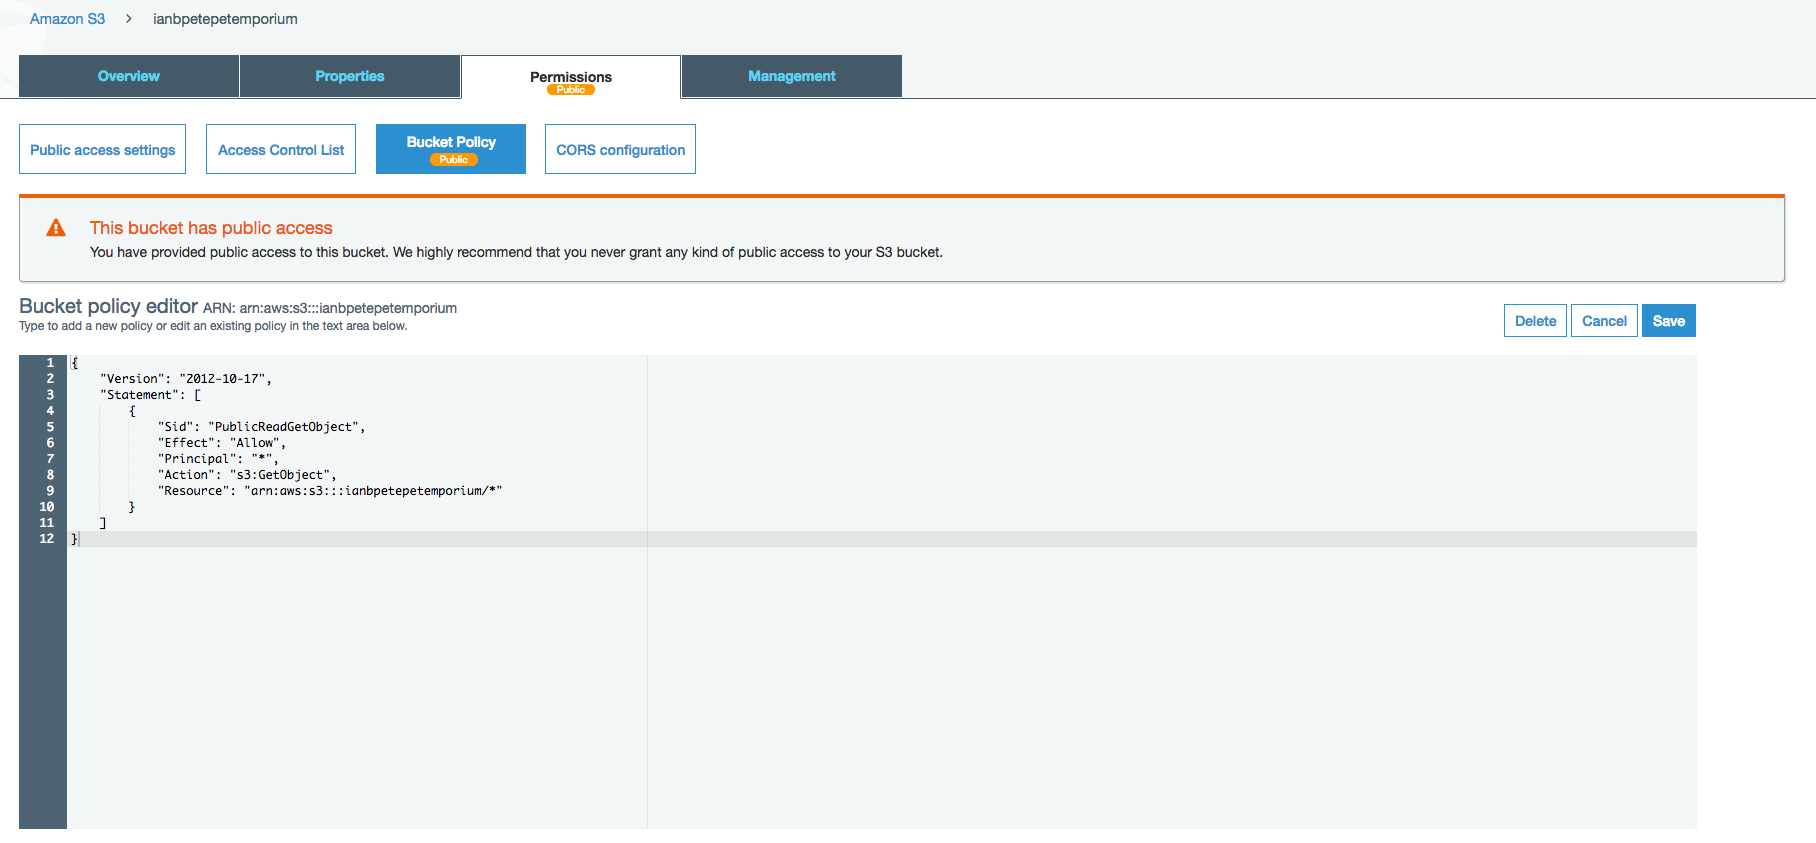 Amazon S3 > ianbpetepetemporium
Overview Properties Permissions Management
Public
Public access settings Access Control List Bucket Policy CORS configuration
Public
This bucket has public access
You have provided public access to this bucket. We highly recommend that you never grant any kind of public access to your S3 bucket.
Bucket policy editor ARN: arn:aws:s3:::ianbpetepetemporium
Type to add a new policy or edit an existing policy in the text area below.
Delete Cancel Save
1 {
2 "Version": "2012-10-17",
3 "Statement": [
4 {
5 "Sid": "PublicReadGetObject",
6 "Effect": "Allow",
7 "Principal": "*",
8 "Action": "s3:GetObject",
9 "Resource": "arn:aws:s3:::ianbpetepetemporium/*"
10 }
11 ]
12 }